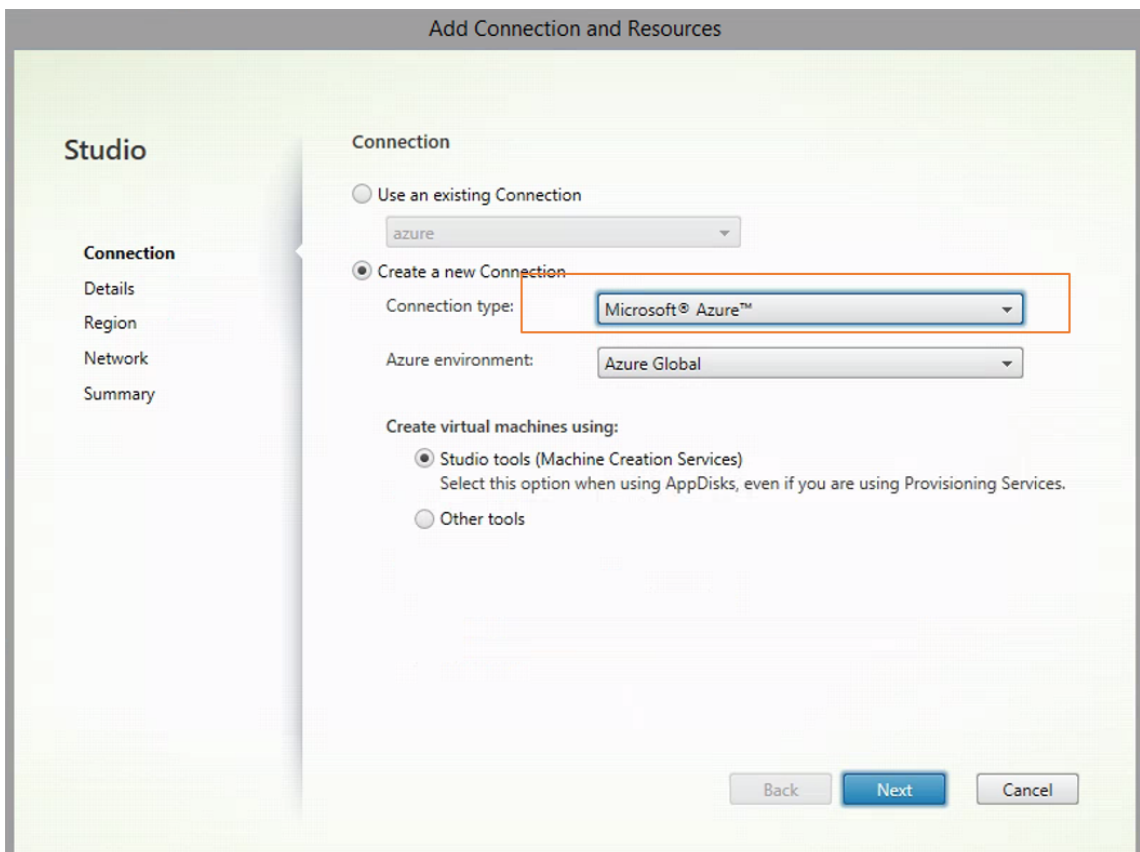 Add Connection and Resources
Studio
Connection
Details
Region
Network
Summary
Connection
Use an existing Connection
azure
Create a new Connection
Connection type:
Microsoft® Azure™
Azure environment:
Azure Global
Create virtual machines using:
Studio tools (Machine Creation Services)
Select this option when using AppDisks, even if you are using Provisioning Services.
Other tools
Back
Next
Cancel